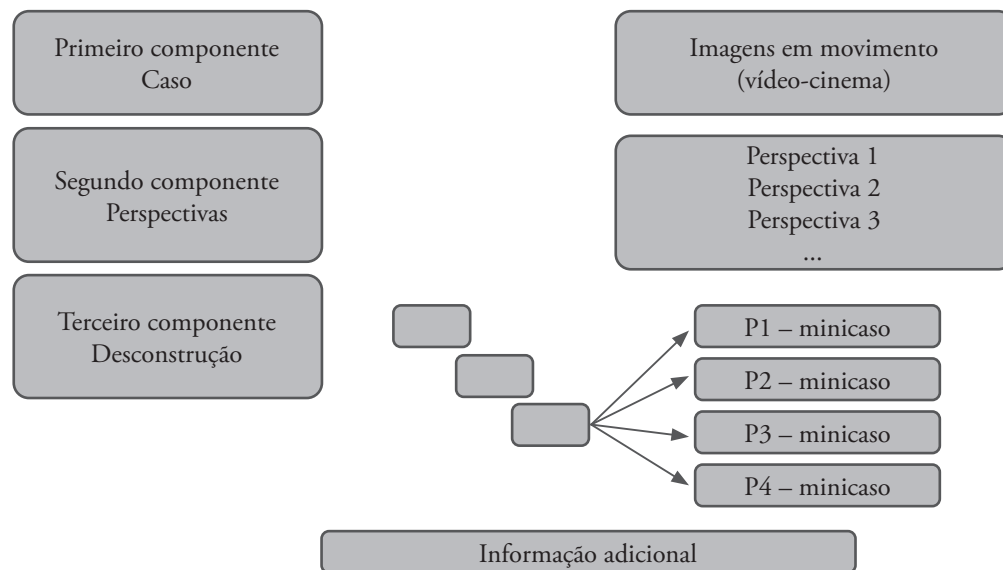 Primeiro componente
Caso
Imagens em movimento
(vídeo-cinema)
Segundo componente
Perspectivas
Perspectiva 1
Perspectiva 2
Perspectiva 3
...
Terceiro componente
Desconstrução
P1 – minicaso
P2 – minicaso
P3 – minicaso
P4 – minicaso
Informação adicional